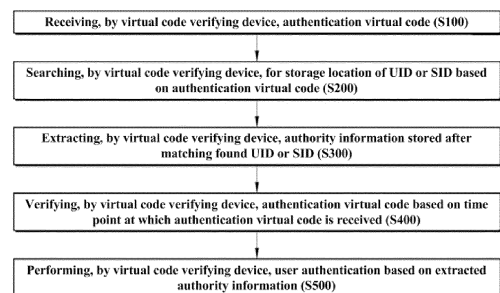 Receiving, by virtual code verifying device, authentication virtual code (S100)
Searching, by virtual code verifying device, for storage location of UID or SID based
on authentication virtual code (S200)
Extracting, by virtual code verifying device, authority information stored after
matching found UID or SID (S300)
Verifying, by virtual code verifying device, authentication virtual code based on time
point at which authentication virtual code is received (S400)
Performing, by virtual code verifying device, user authentication based on extracted
authority information (S500)